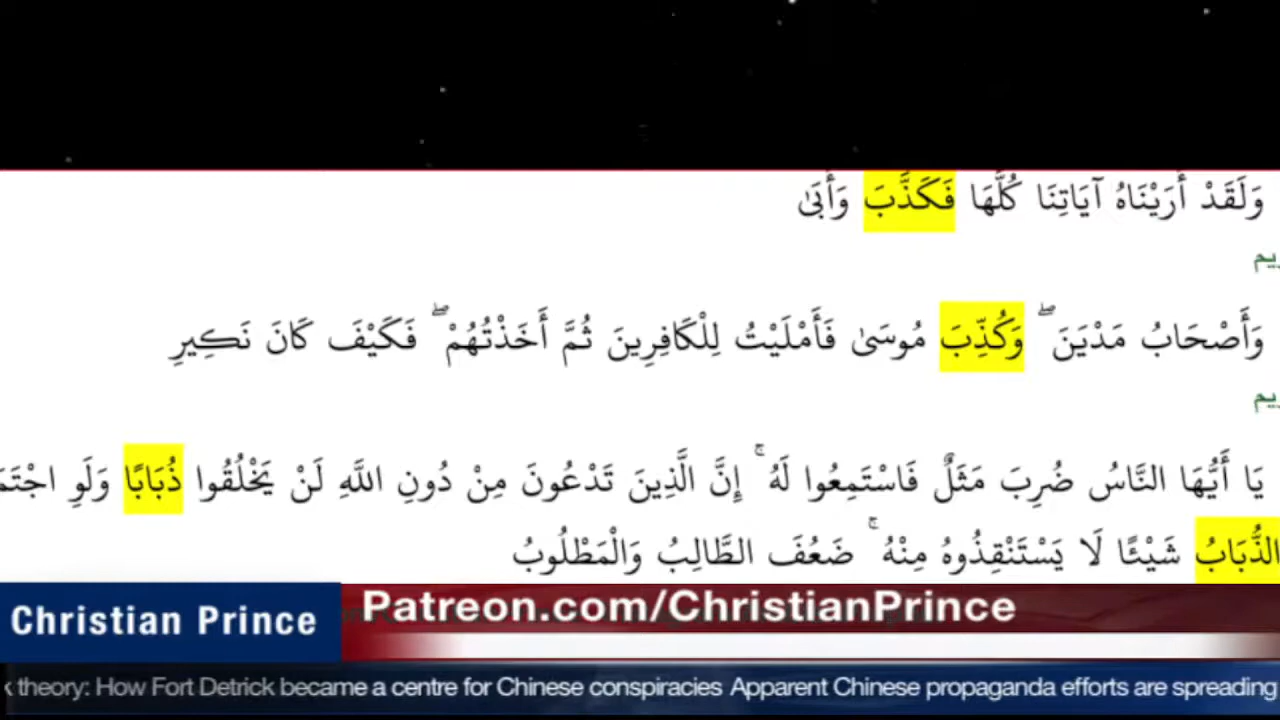 وَلَقَدْ أَرَيْنَاهُ آيَاتِنَا كُلَّهَا فَكَذَّبَ وَأَبَىٰ
وَأَصْحَابُ مَدْيَنَ ۖ وَكُذِّبَ مُوسَىٰ فَأَمْلَيْتُ لِلْكَافِرِينَ ثُمَّ أَخَذْتُهُمْ ۖ فَكَيْفَ كَانَ نَكِيرِ
يَا أَيُّهَا النَّاسُ ضُرِبَ مَثَلٌ فَاسْتَمِعُوا لَهُ ۚ إِنَّ الَّذِينَ تَدْعُونَ مِنْ دُونِ اللَّهِ لَنْ يَخْلُقُوا ذُبَابًا وَلَوِ
الذُّبَابُ شَيْئًا لَا يَسْتَنْقِذُوهُ مِنْهُ ۚ ضَعُفَ الطَّالِبُ وَالْمَطْلُوبُ
Patreon.com/ChristianPrince
Christian Prince
theory: How Fort Detrick became a centre for Chinese conspiracies Apparent Chinese propaganda efforts are spreading